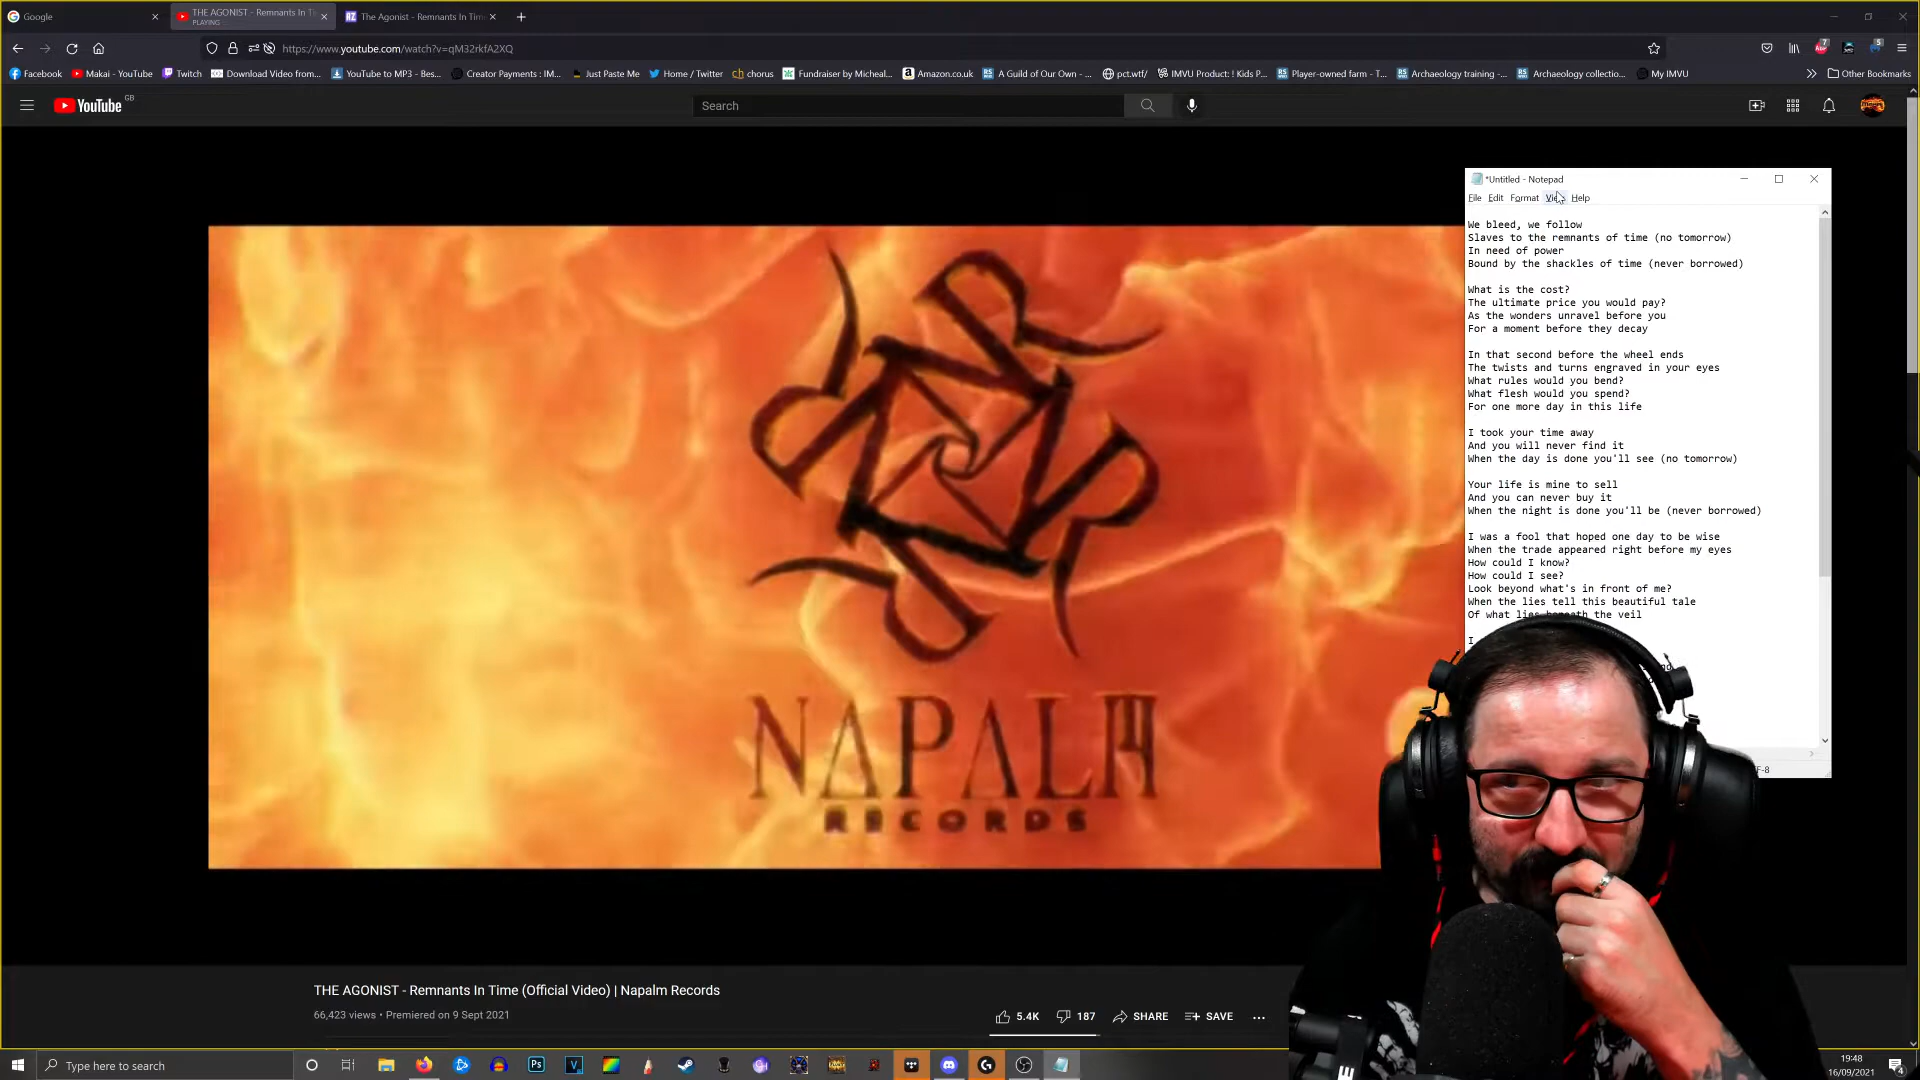 Google
THE AGONIST - Remnants In Ti
PLAYING
The Agonist - Remnants In Time
https://www.youtube.com/watch?v=qM32rkfA2XQ
7
5
Facebook
Makai - YouTube
Twitch
Download Video from...
YouTube to MP3 - Bes...
Creator Payments : IM...
Just Paste Me
Home / Twitter
chorus
Fundraiser by Micheal...
Amazon.co.uk
A Guild of Our Own - ...
pct.wtf/
IMVU Product: ! Kids P...
Player-owned farm - T...
Archaeology training -...
Archaeology collectio...
My IMVU
Other Bookmarks
YouTube GB
Search
*Untitled - Notepad
File Edit Format View Help
We bleed, we follow
Slaves to the remnants of time (no tomorrow)
In need of power
Bound by the shackles of time (never borrowed)
What is the cost?
The ultimate price you would pay?
As the wonders unravel before you
For a moment before they decay
In that second before the wheel ends
The twists and turns engraved in your eyes
What rules would you bend?
What flesh would you spend?
For one more day in this life
I took your time away
And you will never find it
When the day is done you'll see (no tomorrow)
Your life is mine to sell
And you can never buy it
When the night is done you'll be (never borrowed)
I was a fool that hoped one day to be wise
When the trade appeared right before my eyes
How could I know?
How could I see?
Look beyond what's in front of me?
When the lies tell this beautiful tale
Of what lies beneath the veil
I
NAPALM
RECORDS
THE AGONIST - Remnants In Time (Official Video) | Napalm Records
66,423 views • Premiered on 9 Sept 2021
5.4K
187
SHARE
SAVE
Type here to search
Ps
V
19:48
16/09/2021
4